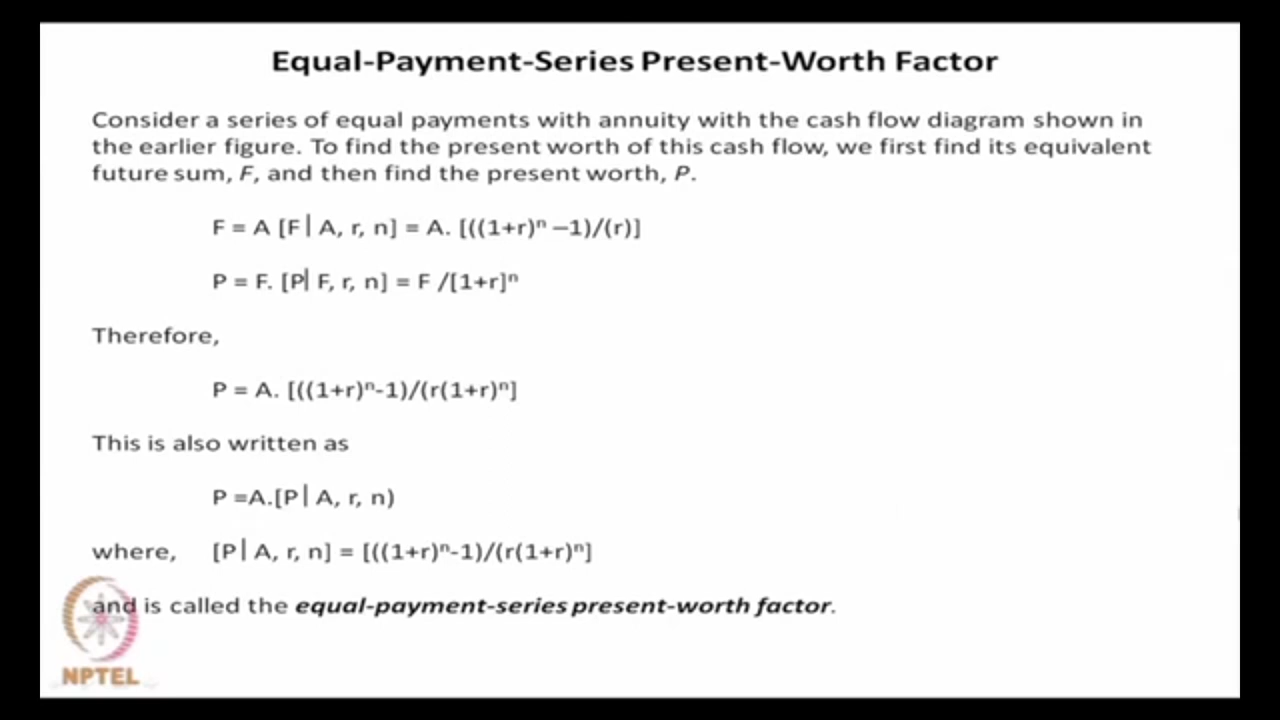 Equal-Payment-Series Present-Worth Factor
Consider a series of equal payments with annuity with the cash flow diagram shown in
the earlier figure. To find the present worth of this cash flow, we first find its equivalent
future sum, F, and then find the present worth, P.
F = A [F| A, r, n] = A. [((1+r)ⁿ –1)/(r)]
P = F. [P| F, r, n] = F /[1+r]ⁿ
Therefore,
P = A. [((1+r)ⁿ-1)/(r(1+r)ⁿ]
This is also written as
P =A.[P| A, r, n)
where, [P| A, r, n] = [((1+r)ⁿ-1)/(r(1+r)ⁿ]
and is called the equal-payment-series present-worth factor.
NPTEL